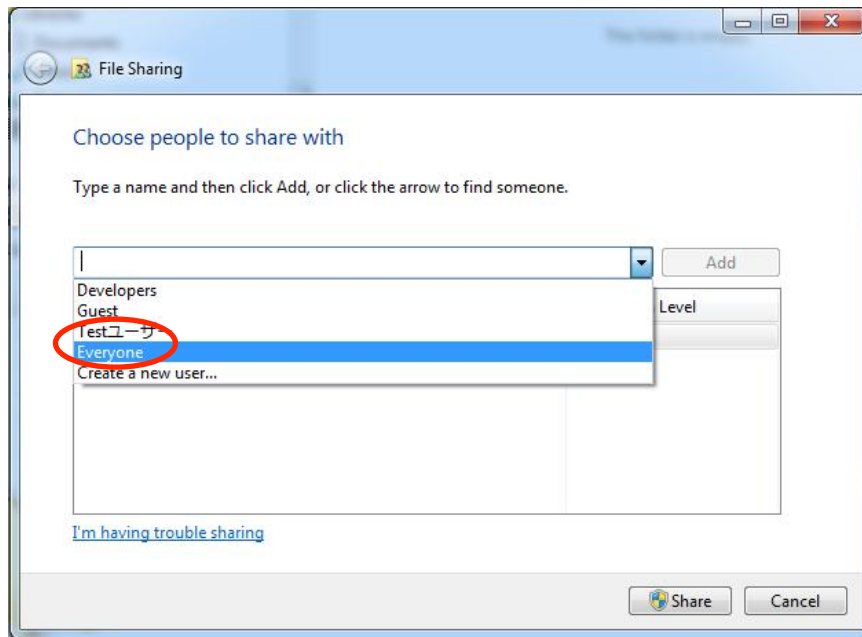 File Sharing
Choose people to share with
Type a name and then click Add, or click the arrow to find someone.
Add
Developers
Guest
Testユーザー
Everyone
Create a new user...
Level
I'm having trouble sharing
Share
Cancel